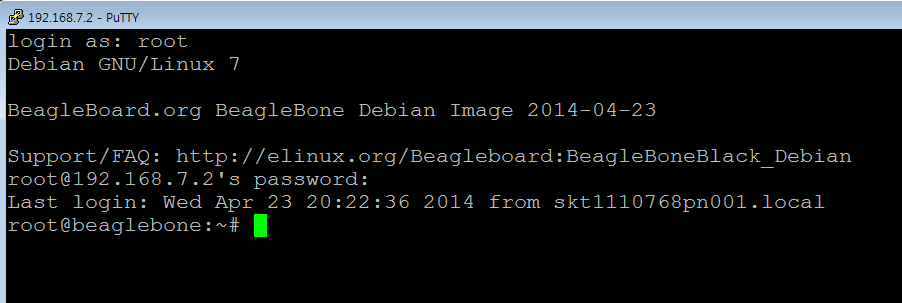 192.168.7.2 - PuTTY
login as: root
Debian GNU/Linux 7
BeagleBoard.org BeagleBone Debian Image 2014-04-23
Support/FAQ: http://elinux.org/Beagleboard:BeagleBoneBlack_Debian
root@192.168.7.2's password:
Last login: Wed Apr 23 20:22:36 2014 from skt1110768pn001.local
root@beaglebone:~#